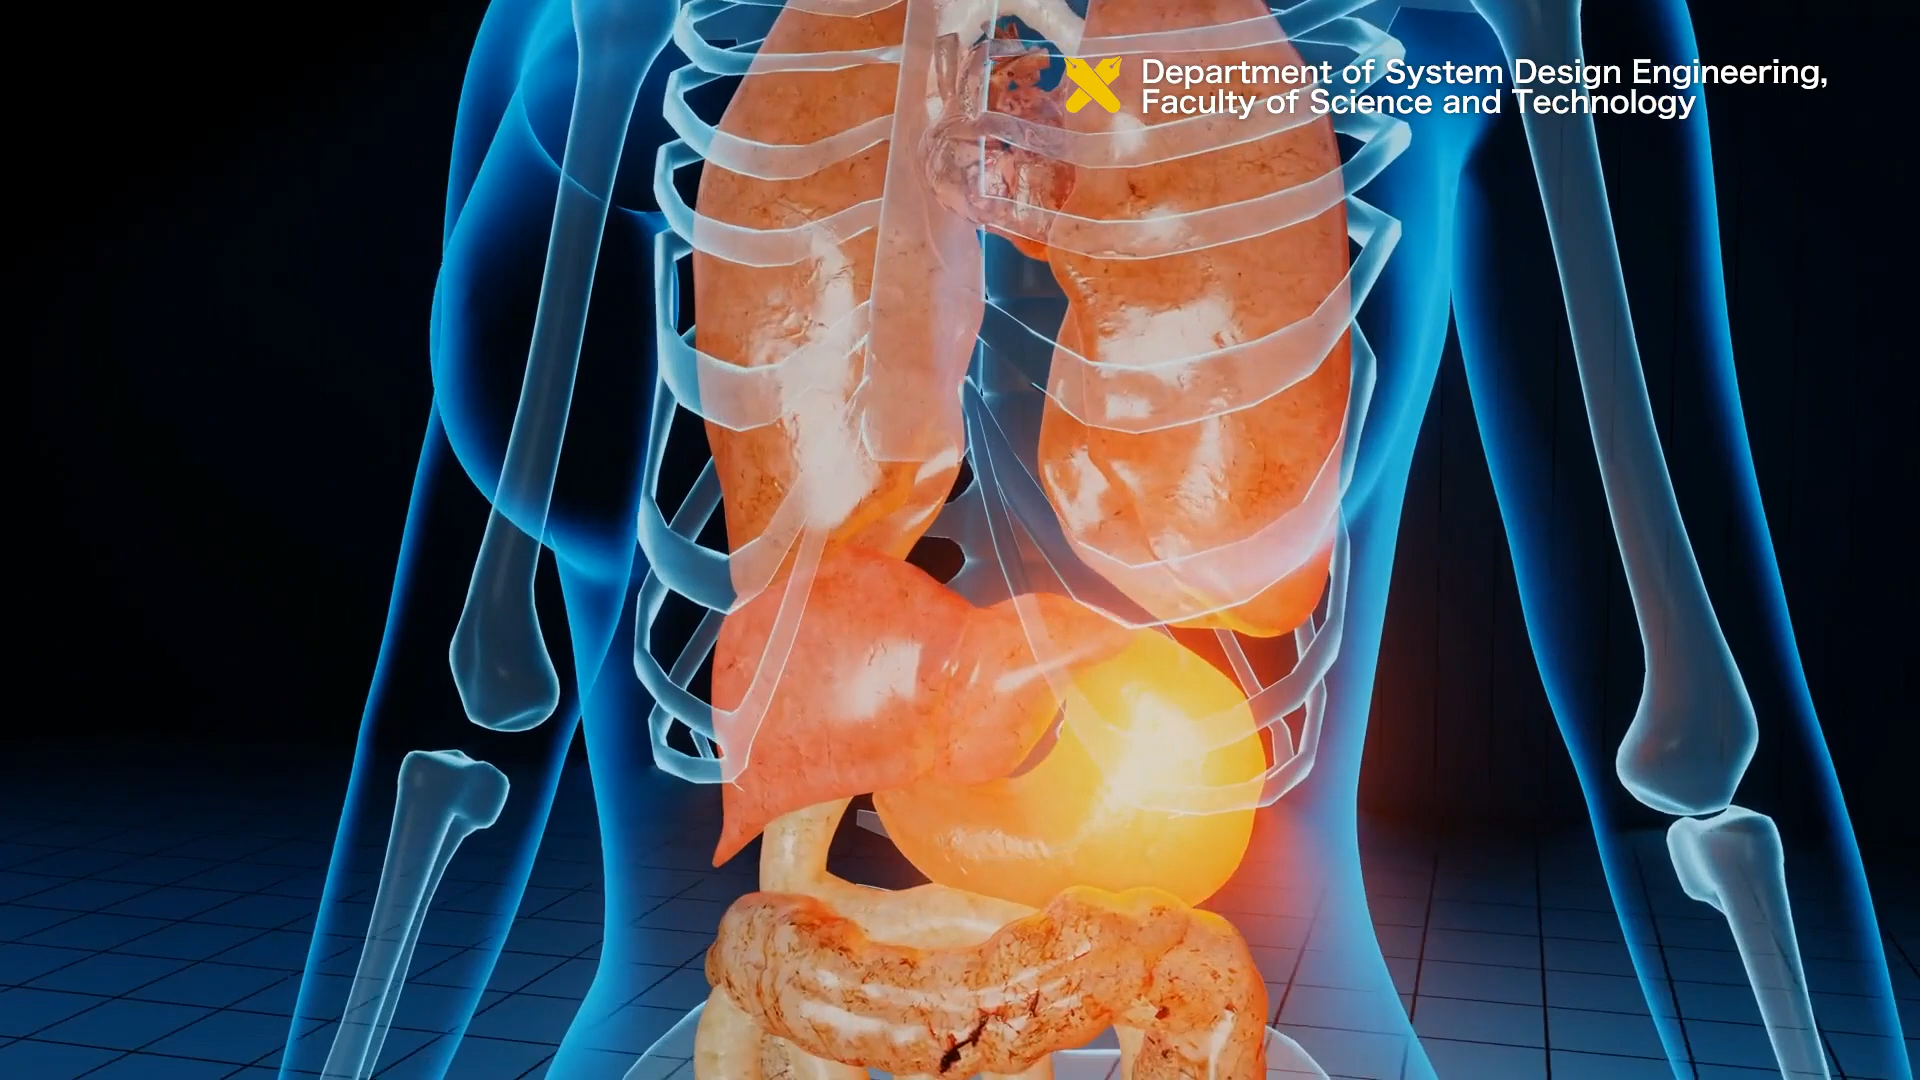 Department of System Design Engineering,
Faculty of Science and Technology